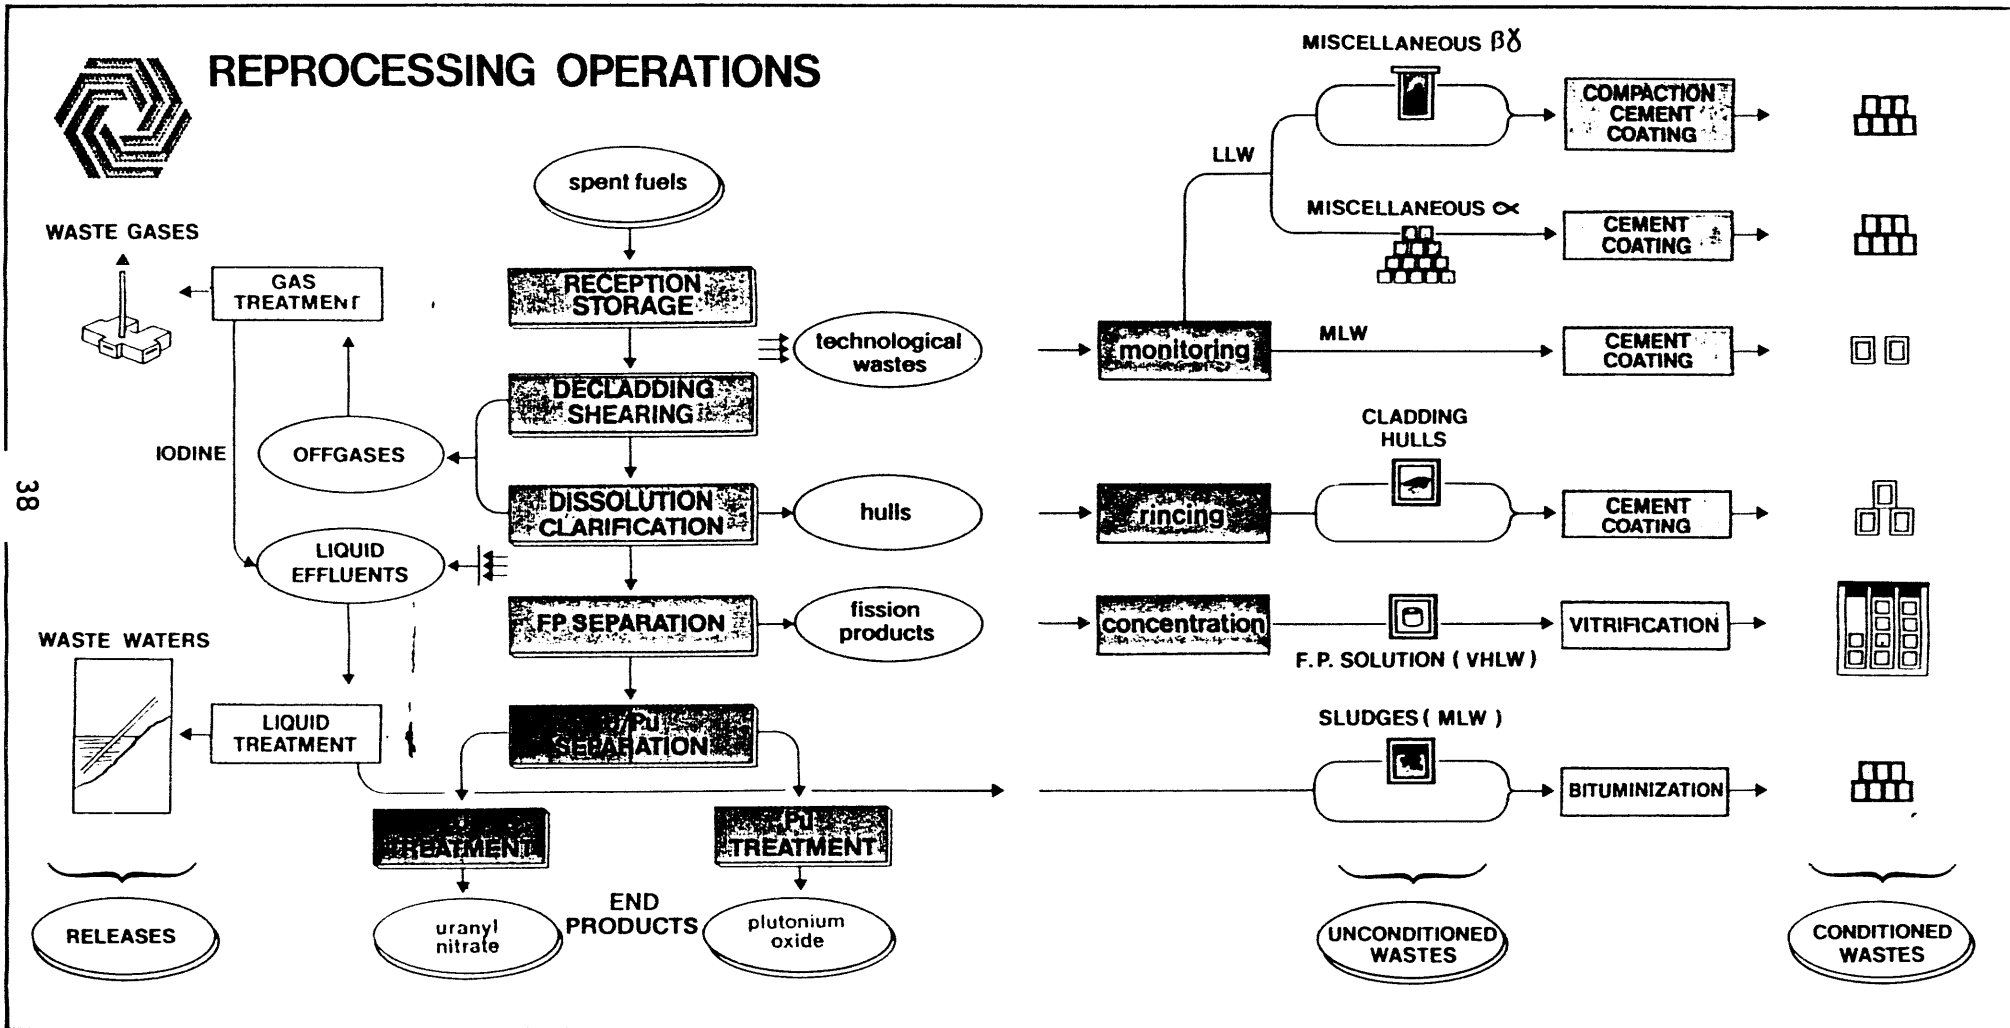 REPROCESSING OPERATIONS
spent fuels
WASTE GASES
GAS
TREATMENT
RECEPTION
STORAGE
technological
wastes
DECLADDING
SHEARING
IODINE
OFFGASES
DISSOLUTION
CLARIFICATION
hulls
LIQUID
EFFLUENTS
FP SEPARATION
fission
products
WASTE WATERS
LIQUID
TREATMENT
U/Pu
SEPARATION
TREATMENT
Pu
TREATMENT
END
PRODUCTS
uranyl
nitrate
plutonium
oxide
RELEASES
MISCELLANEOUS βγ
COMPACTION
CEMENT
COATING
LLW
MISCELLANEOUS α
CEMENT
COATING
monitoring
MLW
CEMENT
COATING
CLADDING
HULLS
rincing
CEMENT
COATING
concentration
F.P. SOLUTION ( VHLW )
VITRIFICATION
SLUDGES ( MLW )
BITUMINIZATION
UNCONDITIONED
WASTES
CONDITIONED
WASTES
38